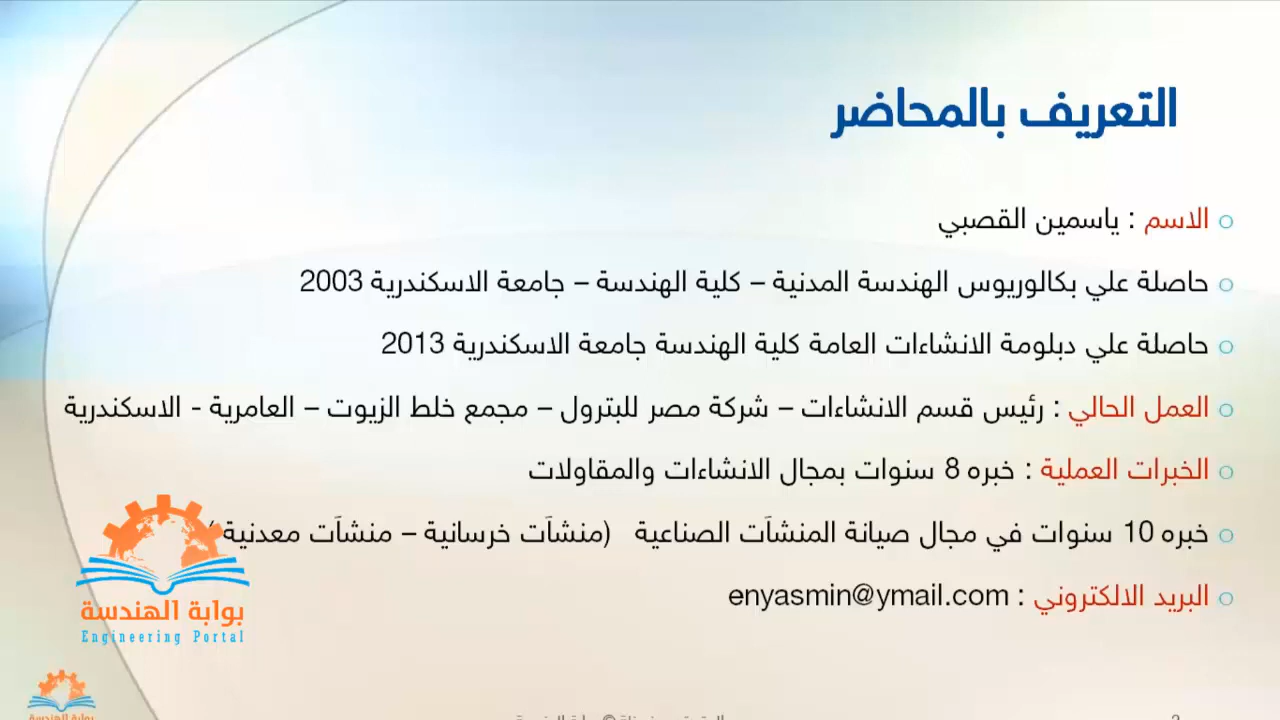 التعريف بالمحاضر
الاسم : ياسمين القصبي
حاصلة علي بكالوريوس الهندسة المدنية – كلية الهندسة – جامعة الاسكندرية 2003
حاصلة علي دبلومة الانشاءات العامة كلية الهندسة جامعة الاسكندرية 2013
العمل الحالي : رئيس قسم الانشاءات – شركة مصر للبترول – مجمع خلط الزيوت – العامرية - الاسكندرية
الخبرات العملية : خبره 8 سنوات بمجال الانشاءات والمقاولات
خبره 10 سنوات في مجال صيانة المنشآت الصناعية (منشآت خرسانية – منشآت معدنية
البريد الالكتروني : enyasmin@ymail.com
بوابة الهندسة
Engineering Portal